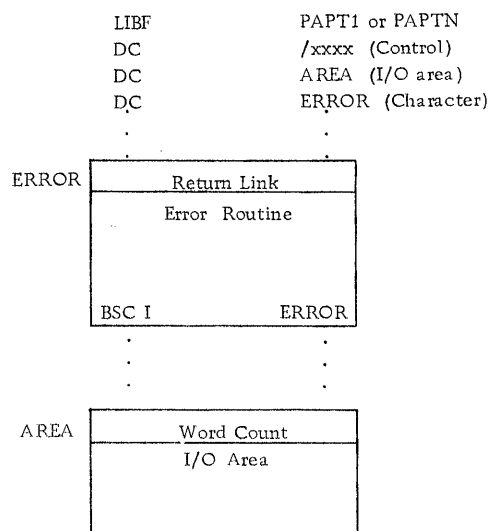 LIBF PAPT1 or PAPTN
DC /xxxx (Control)
DC AREA (I/O area)
DC ERROR (Character)
ERROR Return Link
Error Routine
BSC I ERROR
AREA Word Count
I/O Area